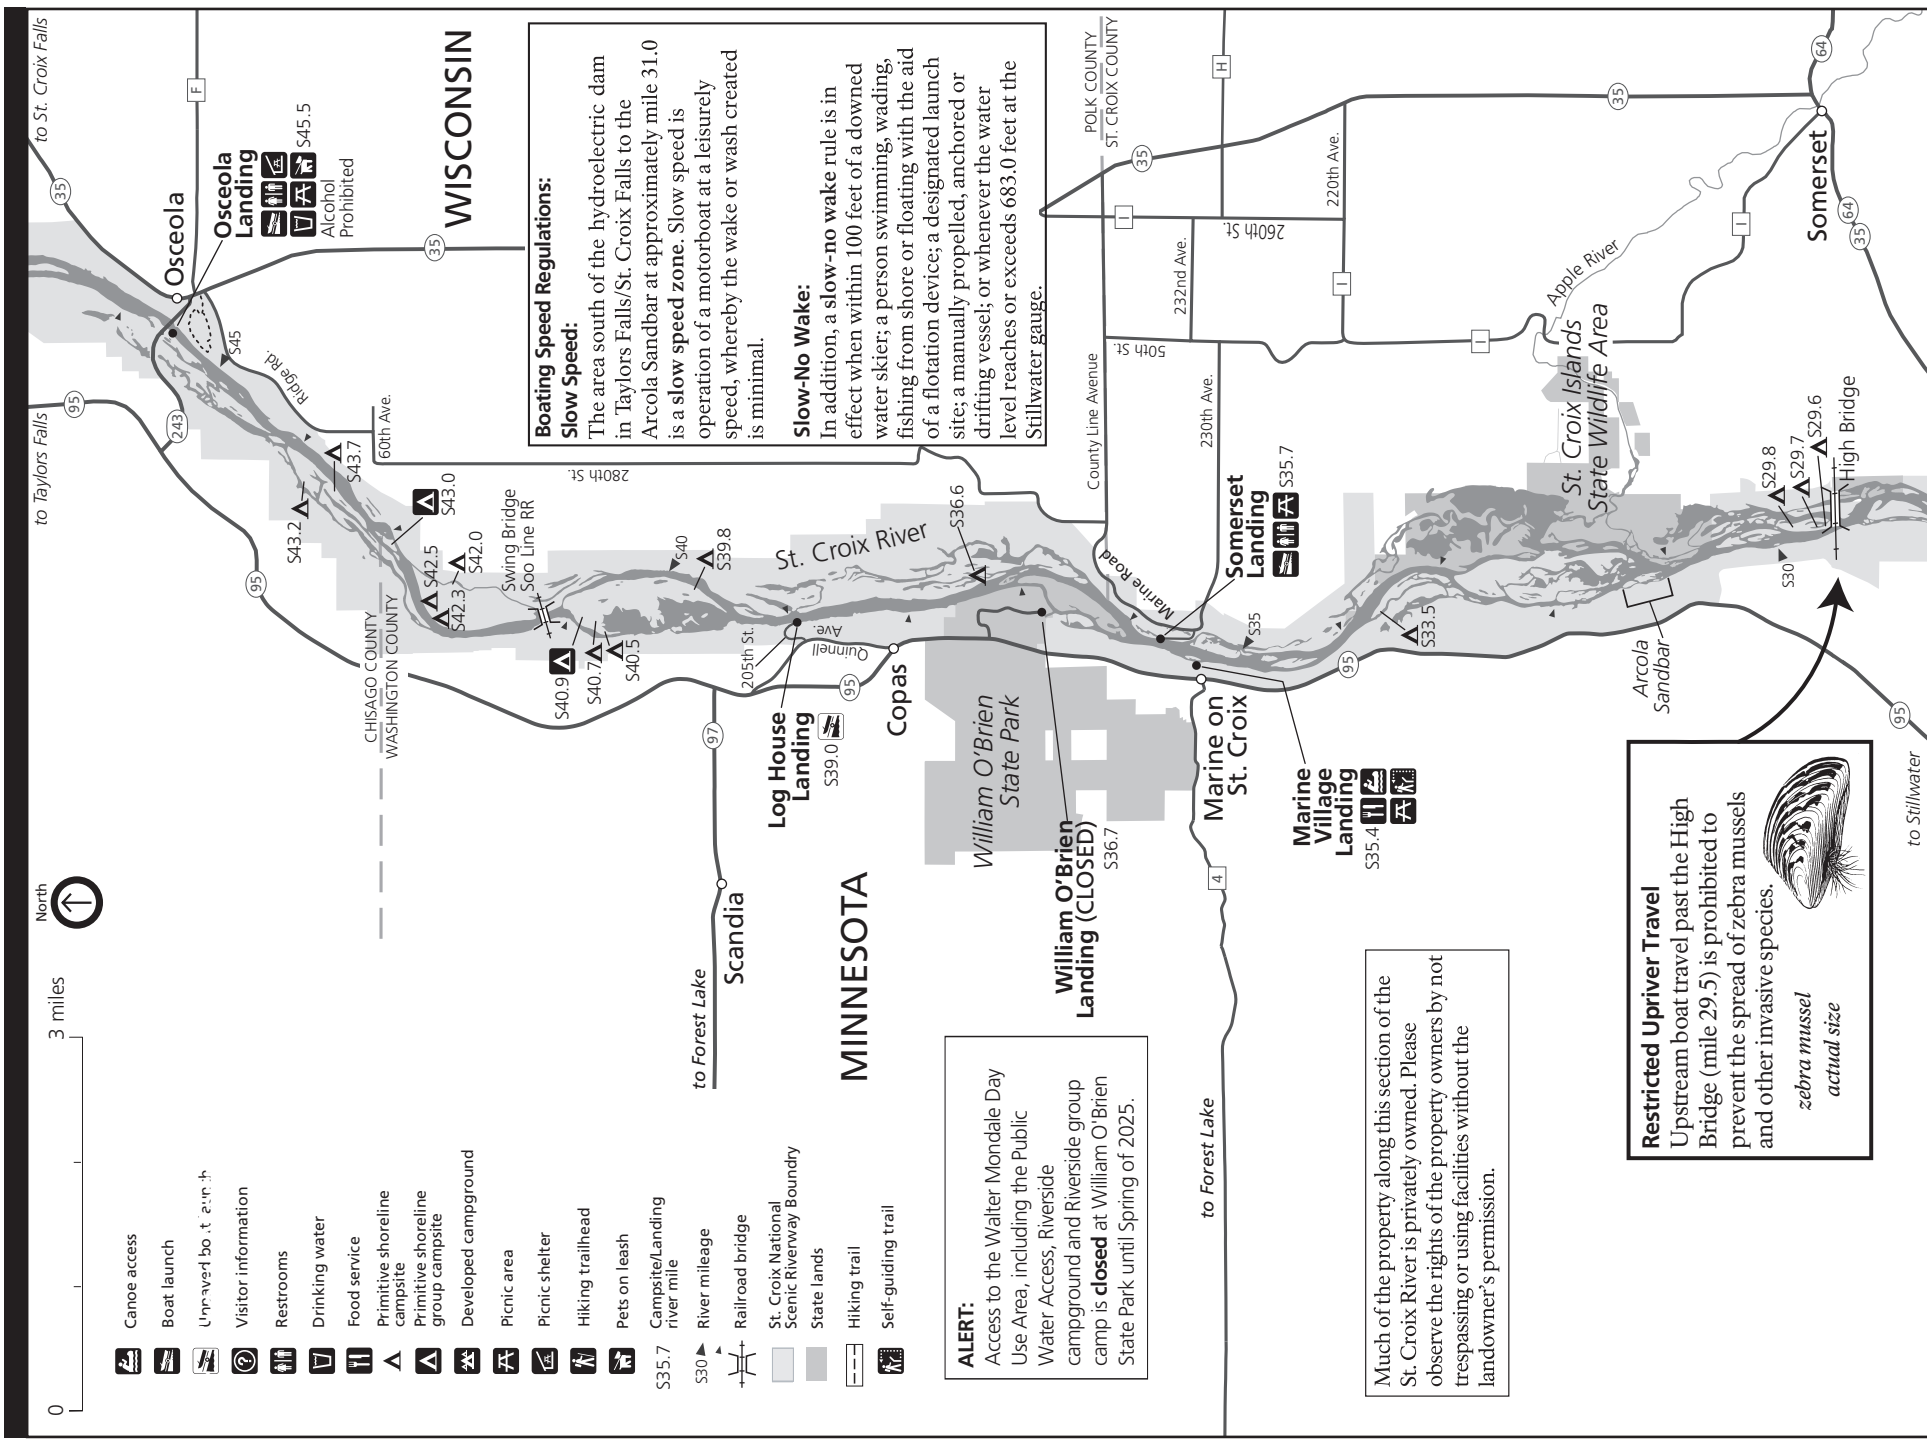 North
0
3 miles
Canoe access
Boat launch
Visitor information
Restrooms
Drinking water
Food service
Primitive shoreline
campsite
Primitive shoreline
group campsite
Developed campground
Picnic area
Picnic shelter
Hiking trailhead
Pets on leash
S35.7
Campsite/Landing
river mile
S30
River mileage
Railroad bridge
St. Croix National
Scenic Riverway Boundary
State lands
Hiking trail
Self-guiding trail
ALERT:
Access to the Walter Mondale Day
Use Area, including the Public
Water Access, Riverside
campground and Riverside group
camp is closed at William O'Brien
State Park until Spring of 2025.
Much of the property along this section of the
St. Croix River is privately owned. Please
observe the rights of the property owners by not
trespassing or using facilities without the
landowner's permission.
Restricted Upriver Travel
Upstream boat travel past the High
Bridge (mile 29.5) is prohibited to
prevent the spread of zebra mussels
and other invasive species.
zebra mussel
actual size
Boating Speed Regulations:
Slow Speed:
The area south of the hydroelectric dam
in Taylors Falls/St. Croix Falls to the
Arcola Sandbar at approximately mile 31.0
is a slow speed zone. Slow speed is
operation of a motorboat at a leisurely
speed, whereby the wake or wash created
is minimal.
Slow-No Wake:
In addition, a slow-no wake rule is in
effect when within 100 feet of a downed
water skier; a person swimming, wading,
fishing from shore or floating with the aid
of a flotation device; a designated launch
site; a manually propelled, anchored or
drifting vessel; or whenever the water
level reaches or exceeds 683.0 feet at the
Stillwater gauge.
to Taylors Falls
to St. Croix Falls
95
35
F
Osceola
Osceola
Landing
S45.5
Alcohol
Prohibited
243
S45
Ridge Rd.
WISCONSIN
35
60th Ave.
280th St.
95
S43.7
S43.2
S43.0
S42.5
S42.0
S42.3
CHISAGO COUNTY
WASHINGTON COUNTY
Swing Bridge
Soo Line RR
S40.9
S40.7
S40.5
S40
S39.8
97
205th St.
Quinnell
Ave.
Log House
Landing
S39.0
95
Copas
Scandia
to Forest Lake
MINNESOTA
St. Croix River
S36.6
William O'Brien
State Park
William O'Brien
Landing (CLOSED)
S36.7
POLK COUNTY
ST. CROIX COUNTY
County Line Avenue
Marine Road
50th St.
232nd Ave.
230th Ave.
260th St.
220th Ave.
H
I
35
I
35
I
I
Somerset
Landing
S35.7
S35
Marine on
St. Croix
4
to Forest Lake
Marine
Village
Landing
S35.4
95
S33.5
Apple River
St. Croix Islands
State Wildlife Area
Somerset
64
64
35
Arcola
Sandbar
S30
S29.8
S29.7
S29.6
High Bridge
95
to Stillwater